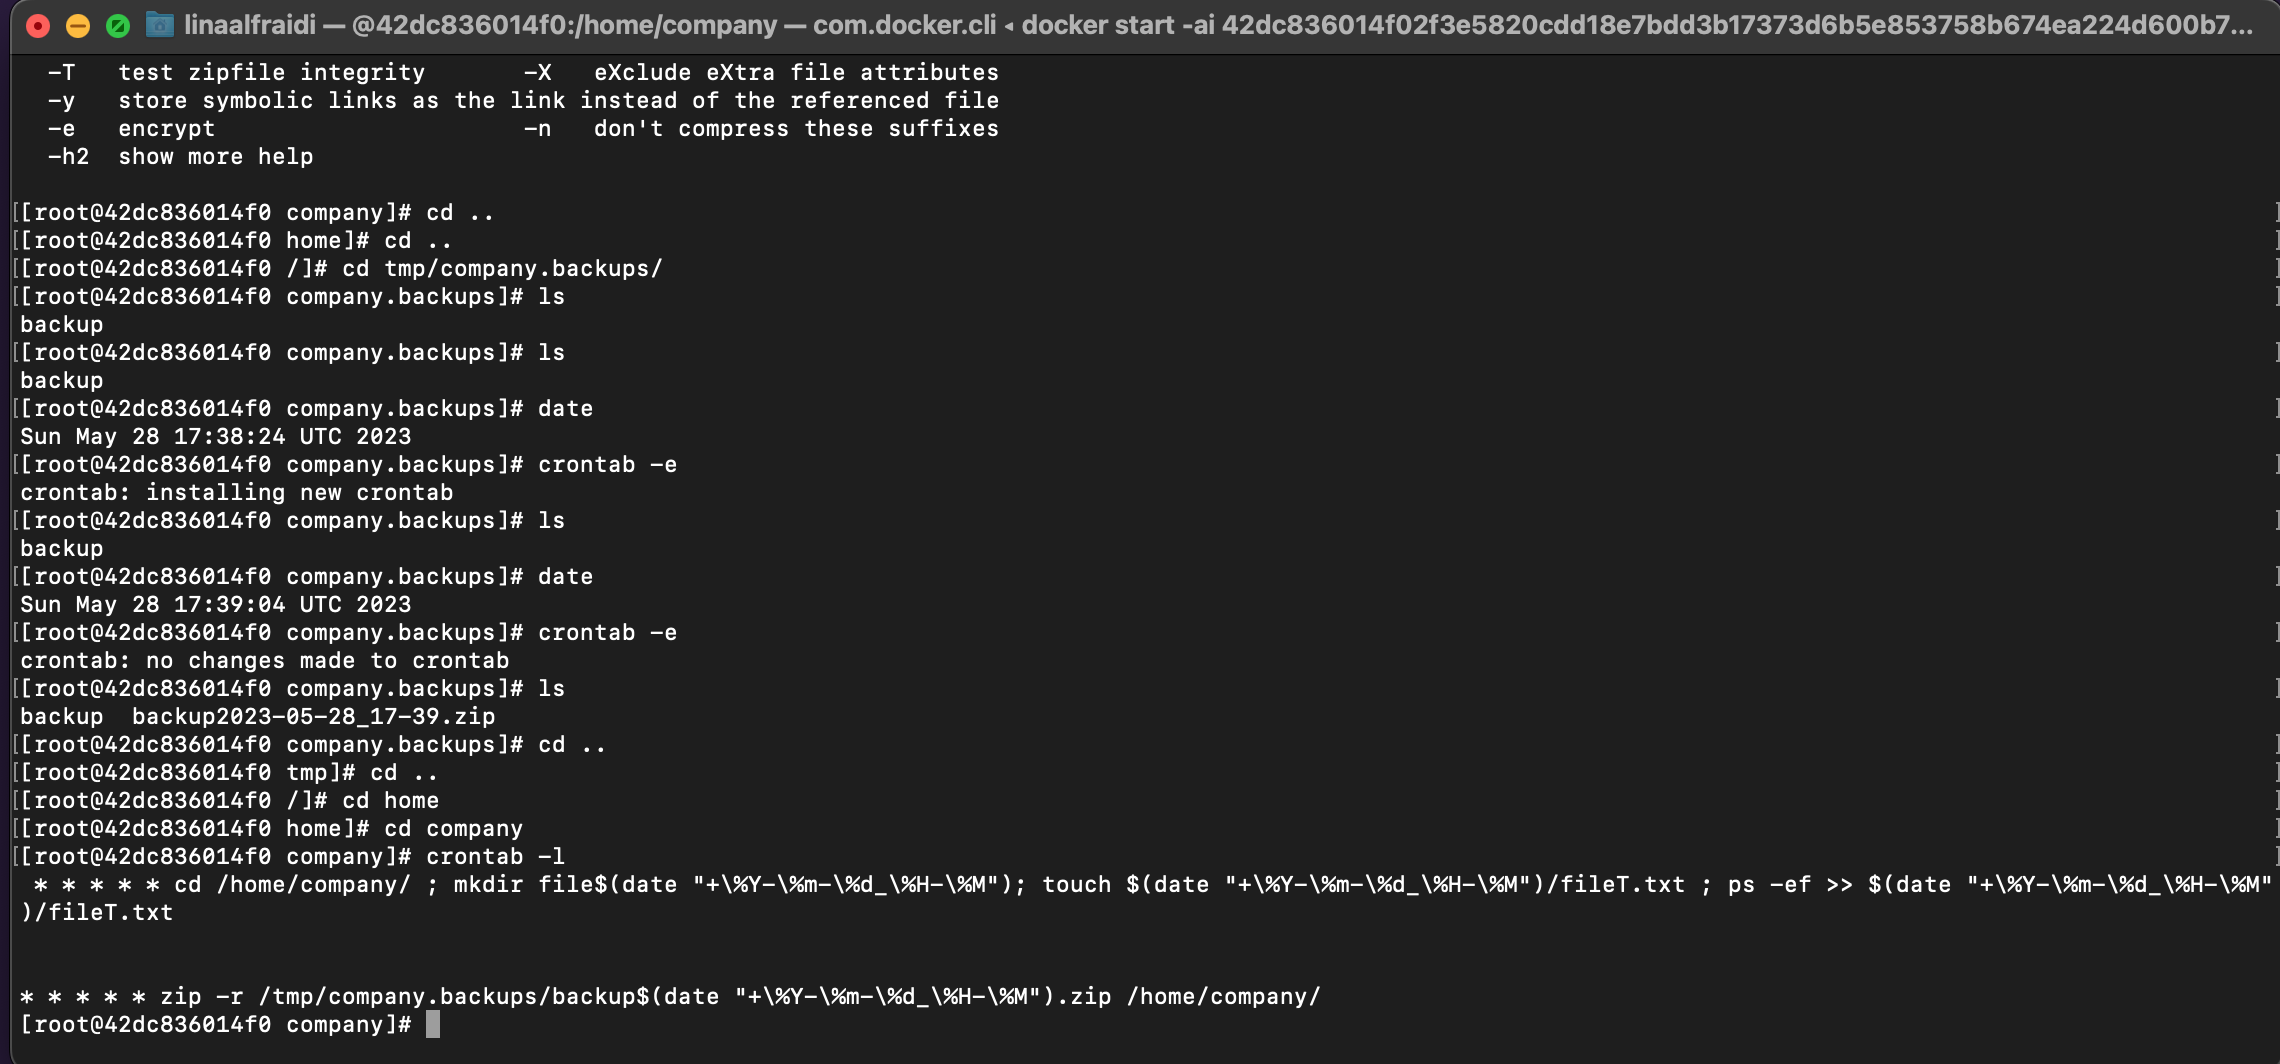 linaalfraidi — @42dc836014f0:/home/company — com.docker.cli ◂ docker start -ai 42dc836014f02f3e5820cdd18e7bdd3b17373d6b5e853758b674ea224d600b7...
-T   test zipfile integrity       -X   eXclude eXtra file attributes
-y   store symbolic links as the link instead of the referenced file
-e   encrypt                      -n   don't compress these suffixes
-h2  show more help
[[root@42dc836014f0 company]# cd ..
[[root@42dc836014f0 home]# cd ..
[[root@42dc836014f0 /]# cd tmp/company.backups/
[[root@42dc836014f0 company.backups]# ls
backup
[[root@42dc836014f0 company.backups]# ls
backup
[[root@42dc836014f0 company.backups]# date
Sun May 28 17:38:24 UTC 2023
[[root@42dc836014f0 company.backups]# crontab -e
crontab: installing new crontab
[[root@42dc836014f0 company.backups]# ls
backup
[[root@42dc836014f0 company.backups]# date
Sun May 28 17:39:04 UTC 2023
[[root@42dc836014f0 company.backups]# crontab -e
crontab: no changes made to crontab
[[root@42dc836014f0 company.backups]# ls
backup  backup2023-05-28_17-39.zip
[[root@42dc836014f0 company.backups]# cd ..
[[root@42dc836014f0 tmp]# cd ..
[[root@42dc836014f0 /]# cd home
[[root@42dc836014f0 home]# cd company
[[root@42dc836014f0 company]# crontab -l
 * * * * * cd /home/company/ ; mkdir file$(date "+\%Y-\%m-\%d_\%H-\%M"); touch $(date "+\%Y-\%m-\%d_\%H-\%M")/fileT.txt ; ps -ef >> $(date "+\%Y-\%m-\%d_\%H-\%M"
)/fileT.txt
* * * * * zip -r /tmp/company.backups/backup$(date "+\%Y-\%m-\%d_\%H-\%M").zip /home/company/
[root@42dc836014f0 company]#